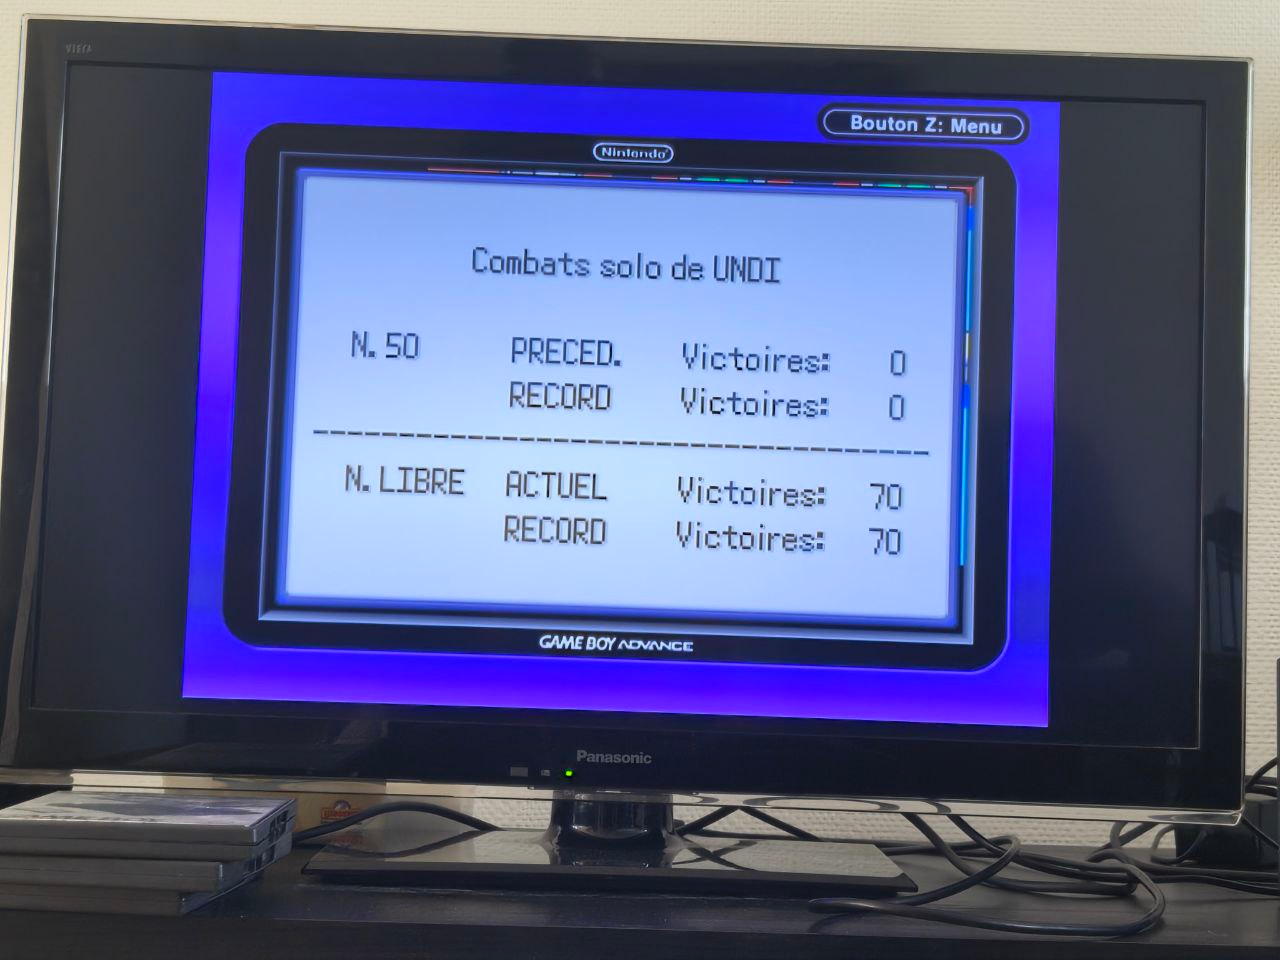 VIERA
Bouton Z: Menu
Nintendo
Combats solo de UNDI
N. 50 PRECED. Victoires: 0
RECORD Victoires: 0
N. LIBRE ACTUEL Victoires: 70
RECORD Victoires: 70
GAME BOY ADVANCE
Panasonic